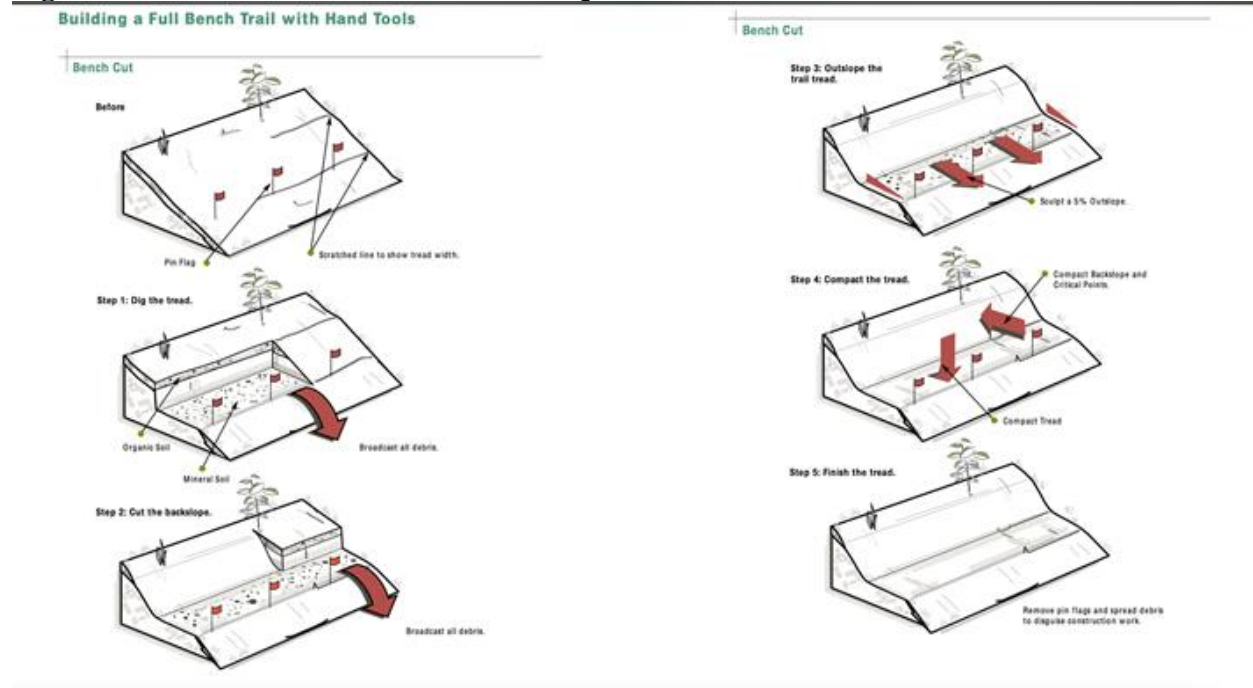 Building a Full Bench Trail with Hand Tools
Bench Cut
Before
Pin Flag
Scratched line to show tread width.
Step 1: Dig the tread.
Organic Soil
Mineral Soil
Broadcast all debris.
Step 2: Cut the backslope.
Broadcast all debris.
Bench Cut
Step 3: Outslope the
trail tread.
Sculpt a 5% Outslope.
Step 4: Compact the tread.
Compact Backslope and
Critical Points.
Compact Tread
Step 5: Finish the tread.
Remove pin flags and spread debris
to disguise construction work.